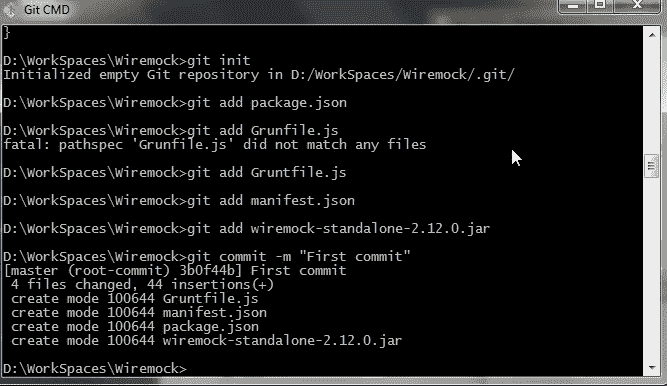 Git CMD
}
D:\WorkSpaces\Wiremock>git init
Initialized empty Git repository in D:/WorkSpaces/Wiremock/.git/
D:\WorkSpaces\Wiremock>git add package.json
D:\WorkSpaces\Wiremock>git add Grunfile.js
fatal: pathspec 'Grunfile.js' did not match any files
D:\WorkSpaces\Wiremock>git add Gruntfile.js
D:\WorkSpaces\Wiremock>git add manifest.json
D:\WorkSpaces\Wiremock>git add wiremock-standalone-2.12.0.jar
D:\WorkSpaces\Wiremock>git commit -m "First commit"
[master (root-commit) 3b0f44b] First commit
 4 files changed, 44 insertions(+)
 create mode 100644 Gruntfile.js
 create mode 100644 manifest.json
 create mode 100644 package.json
 create mode 100644 wiremock-standalone-2.12.0.jar
D:\WorkSpaces\Wiremock>